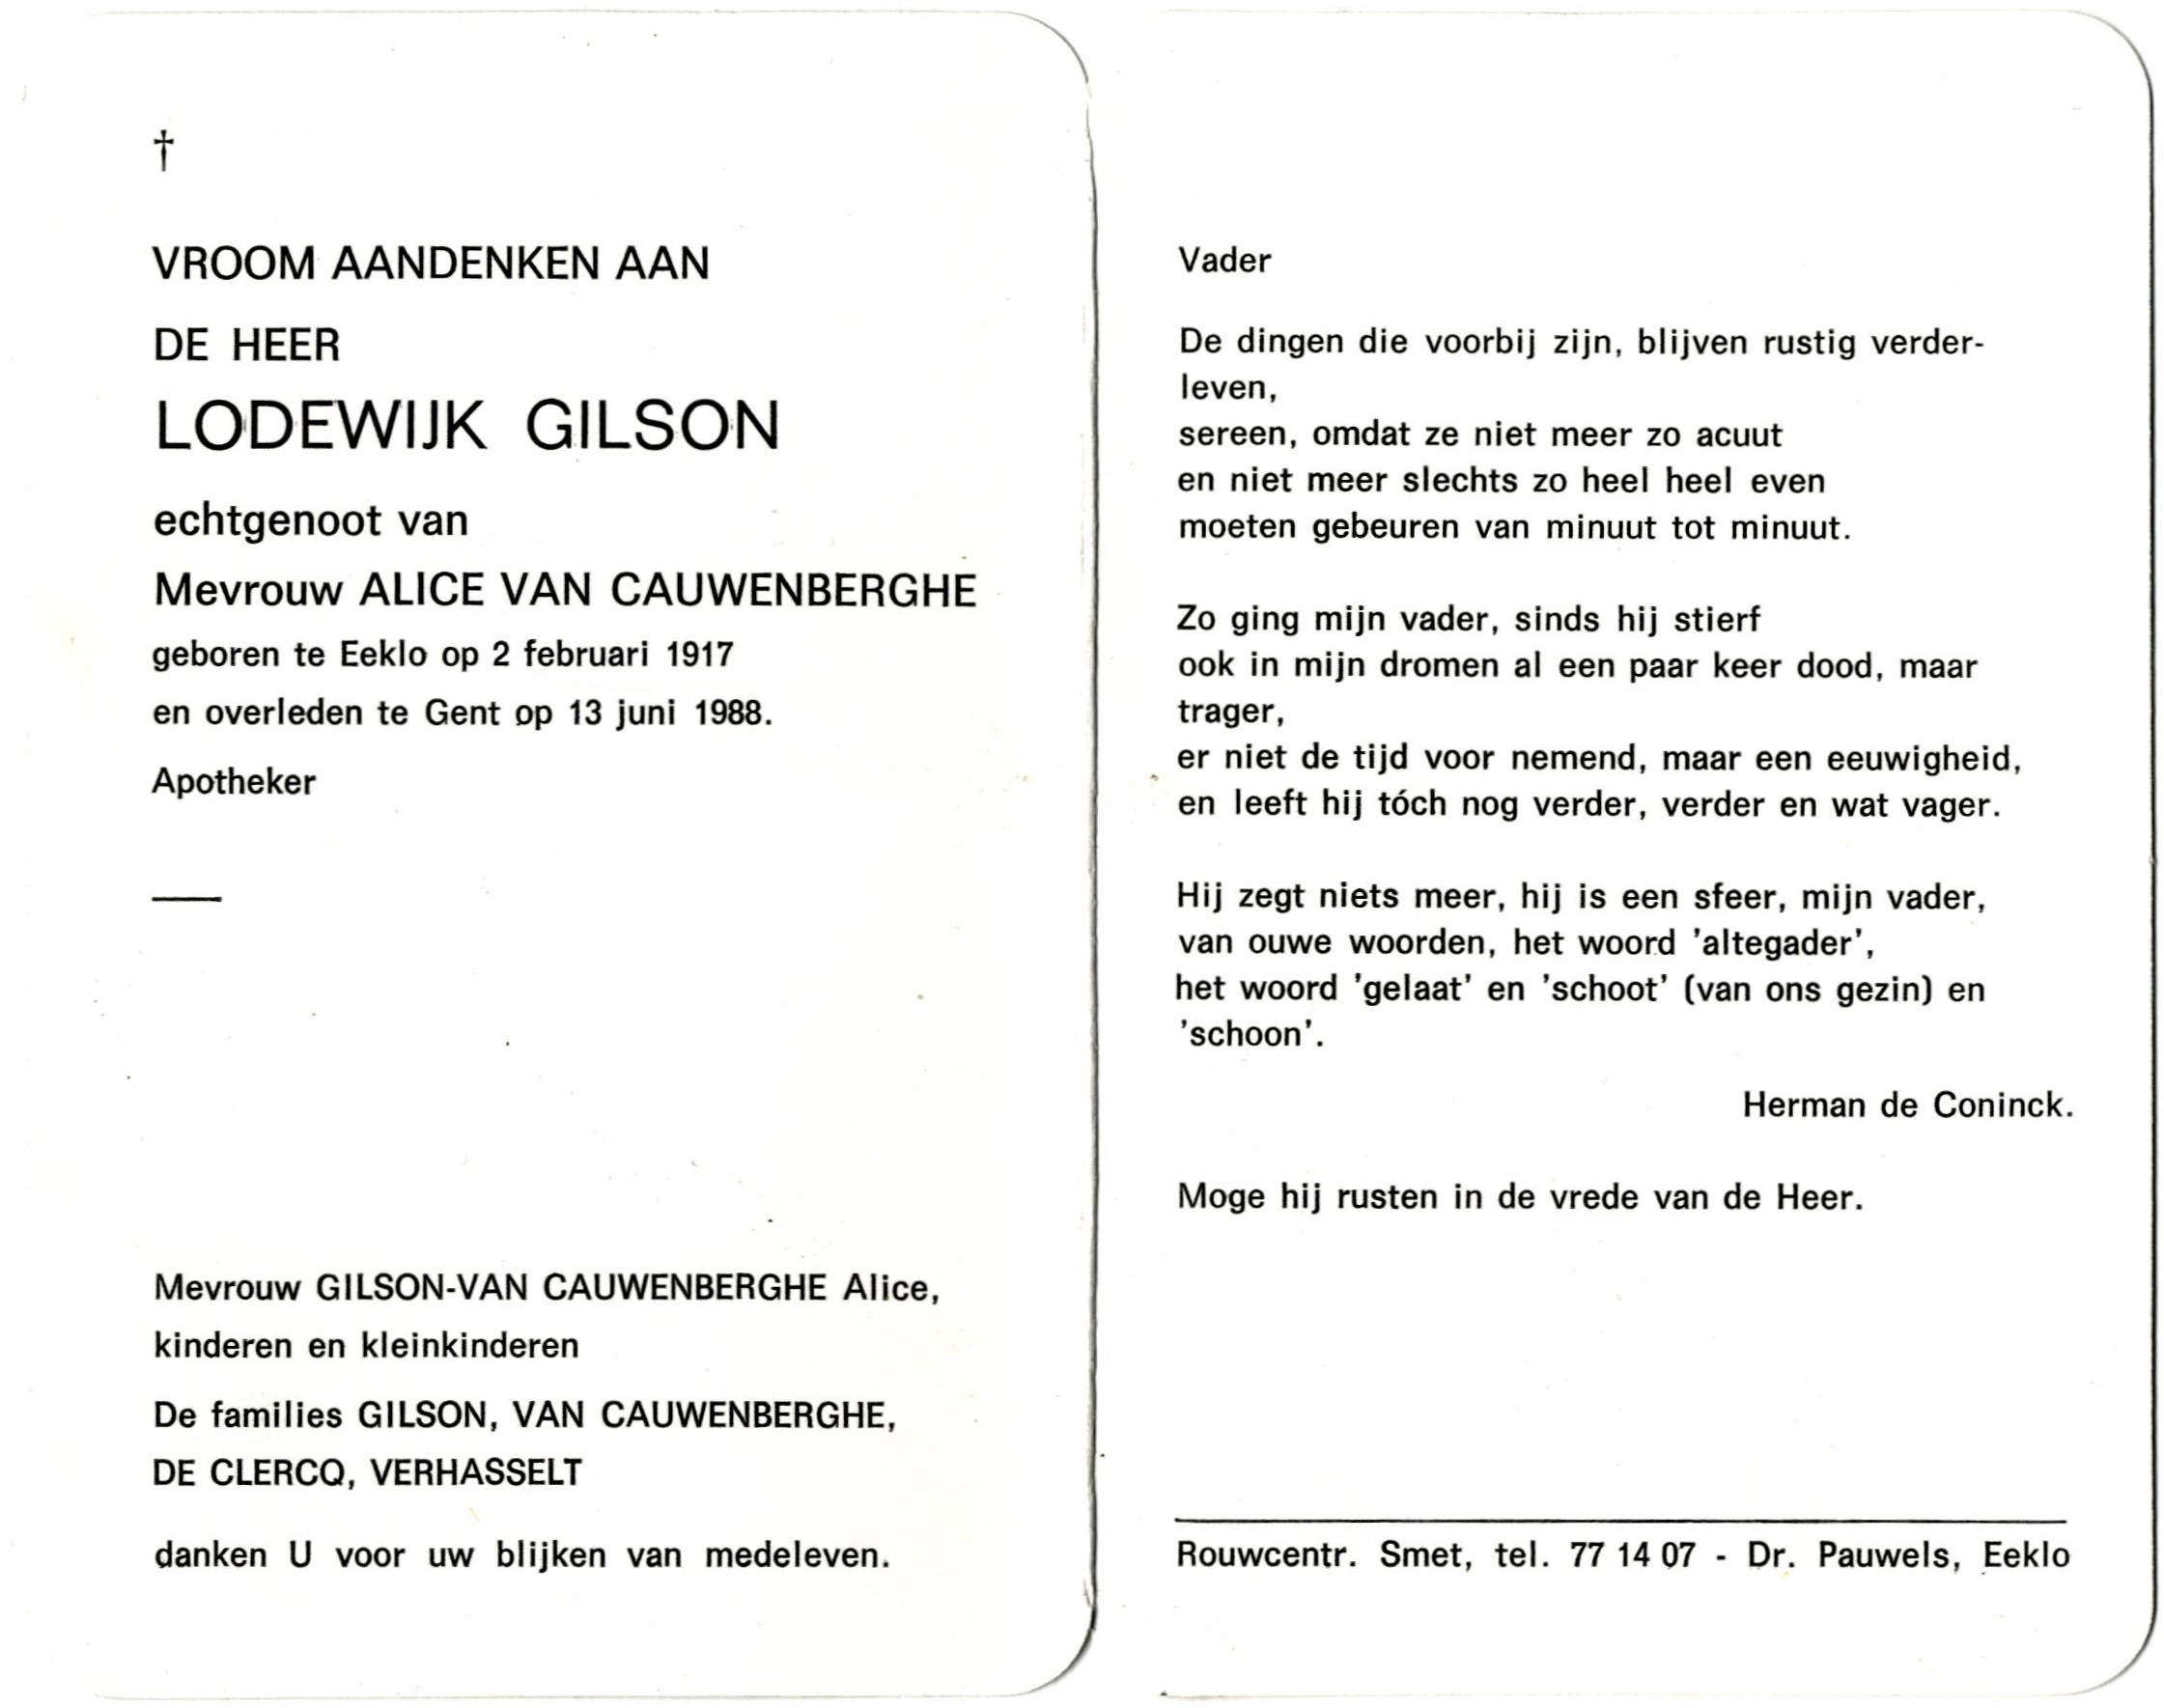 †
VROOM AANDENKEN AAN
DE HEER
LODEWIJK GILSON
echtgenoot van
Mevrouw ALICE VAN CAUWENBERGHE
geboren te Eeklo op 2 februari 1917
en overleden te Gent op 13 juni 1988.
Apotheker
Mevrouw GILSON-VAN CAUWENBERGHE Alice,
kinderen en kleinkinderen
De families GILSON, VAN CAUWENBERGHE,
DE CLERCQ, VERHASSELT
danken U voor uw blijken van medeleven.
Vader
De dingen die voorbij zijn, blijven rustig verder-
leven,
sereen, omdat ze niet meer zo acuut
en niet meer slechts zo heel heel even
moeten gebeuren van minuut tot minuut.
Zo ging mijn vader, sinds hij stierf
ook in mijn dromen al een paar keer dood, maar
trager,
er niet de tijd voor nemend, maar een eeuwigheid,
en leeft hij tóch nog verder, verder en wat vager.
Hij zegt niets meer, hij is een sfeer, mijn vader,
van ouwe woorden, het woord 'altegader',
het woord 'gelaat' en 'schoot' (van ons gezin) en
'schoon'.
Herman de Coninck.
Moge hij rusten in de vrede van de Heer.
Rouwcentr. Smet, tel. 77 14 07 - Dr. Pauwels, Eeklo